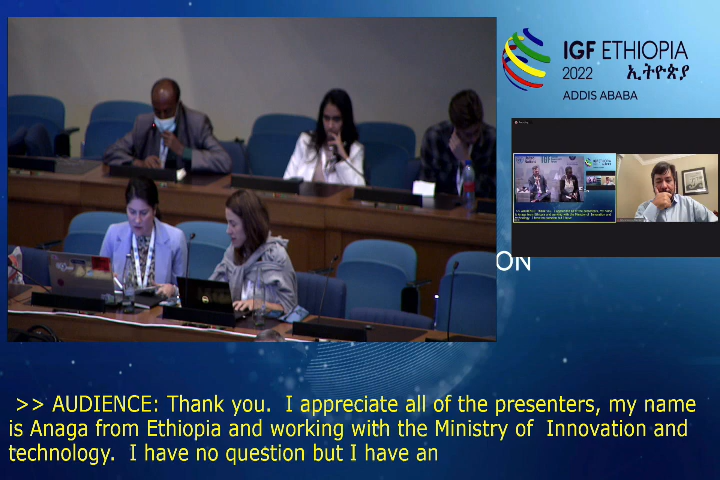 IGF ETHIOPIA
2022 ኢትዮጵያ
ADDIS ABABA
ON
>> AUDIENCE: Thank you. I appreciate all of the presenters, my name
is Anaga from Ethiopia and working with the Ministry of Innovation and
technology. I have no question but I have an